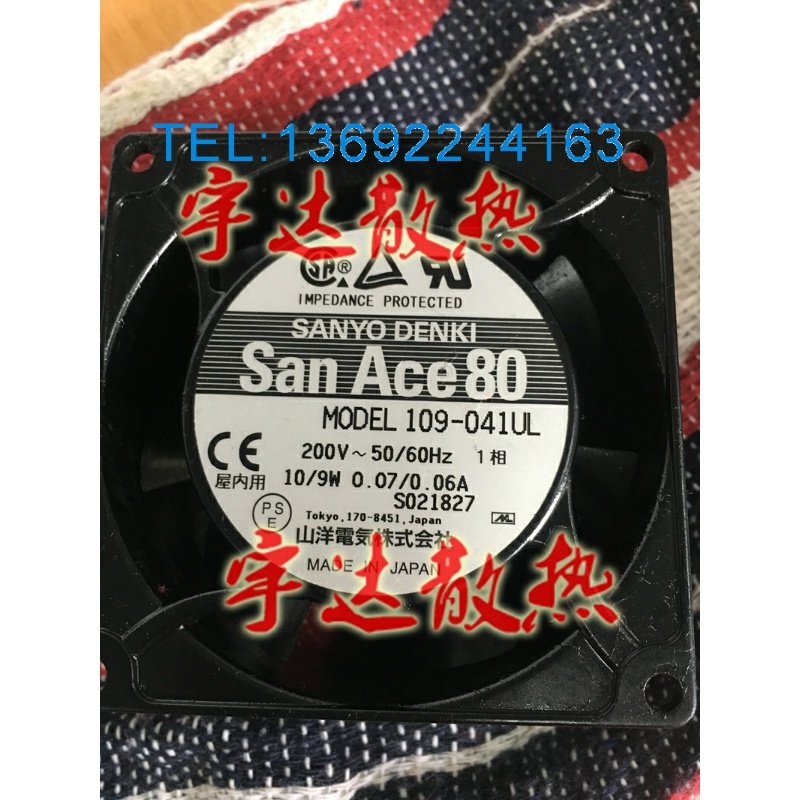 TEL:13692244163
宇达散热
SA ®
IMPEDANCE PROTECTED
SANYO DENKI
San Ace 80
MODEL 109-041UL
200V～50/60Hz 1相
CE
屋内用
10/9W 0.07/0.06A
S021827
PSE
Tokyo,170-8451,Japan
山洋電気株式会社
MADE IN JAPAN
宇达散热